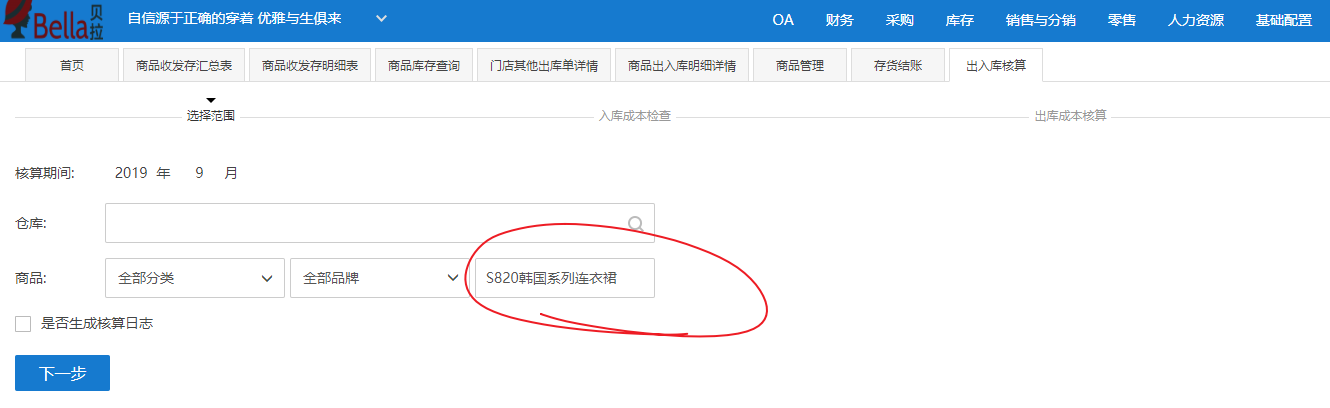 Bella贝拉 自信源于正确的穿着 优雅与生俱来 OA 财务 采购 库存 销售与分销 零售 人力资源 基础配置
首页 商品收发存汇总表 商品收发存明细表 商品库存查询 门店其他出库单详情 商品出入库明细详情 商品管理 存货结账 出入库核算
选择范围 入库成本检查 出库成本核算
核算期间: 2019 年 9 月
仓库:
商品: 全部分类 全部品牌 S820韩国系列连衣裙
是否生成核算日志
下一步